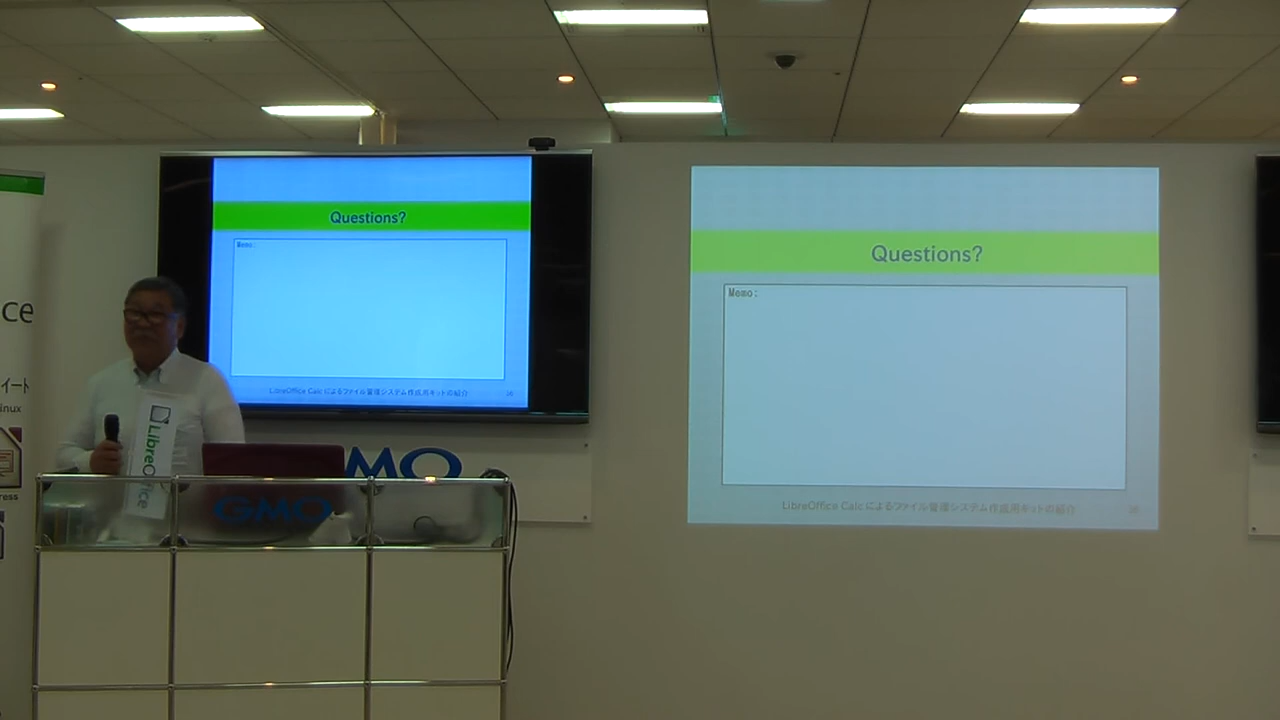 Questions?
Memo:
LibreOffice Calc によるファイル管理システム作成用キットの紹介
Questions?
Memo:
LibreOffice Calc によるファイル管理システム作成用キットの紹介
ce
イート
inux
ress
LibreOffice
GMO
GMO